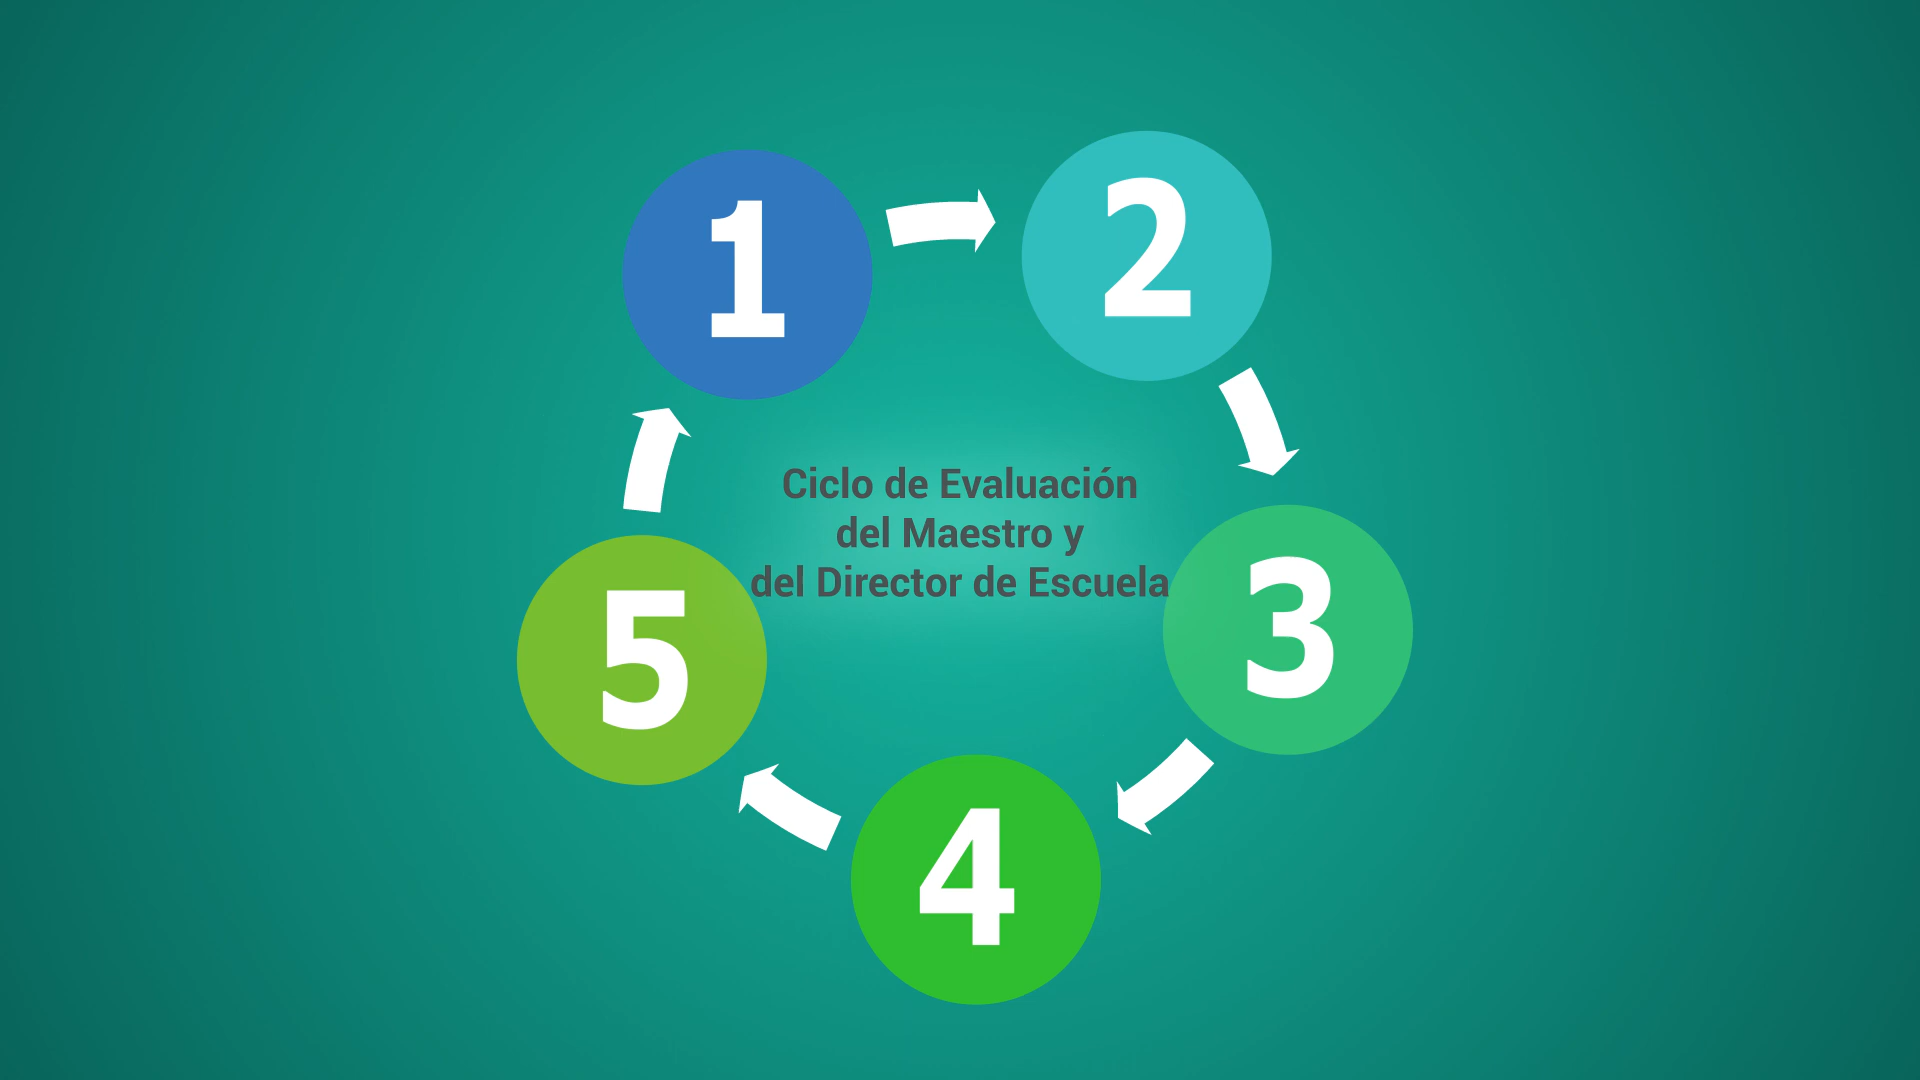 1
2
Ciclo de Evaluación
del Maestro y
del Director de Escuela
3
5
4